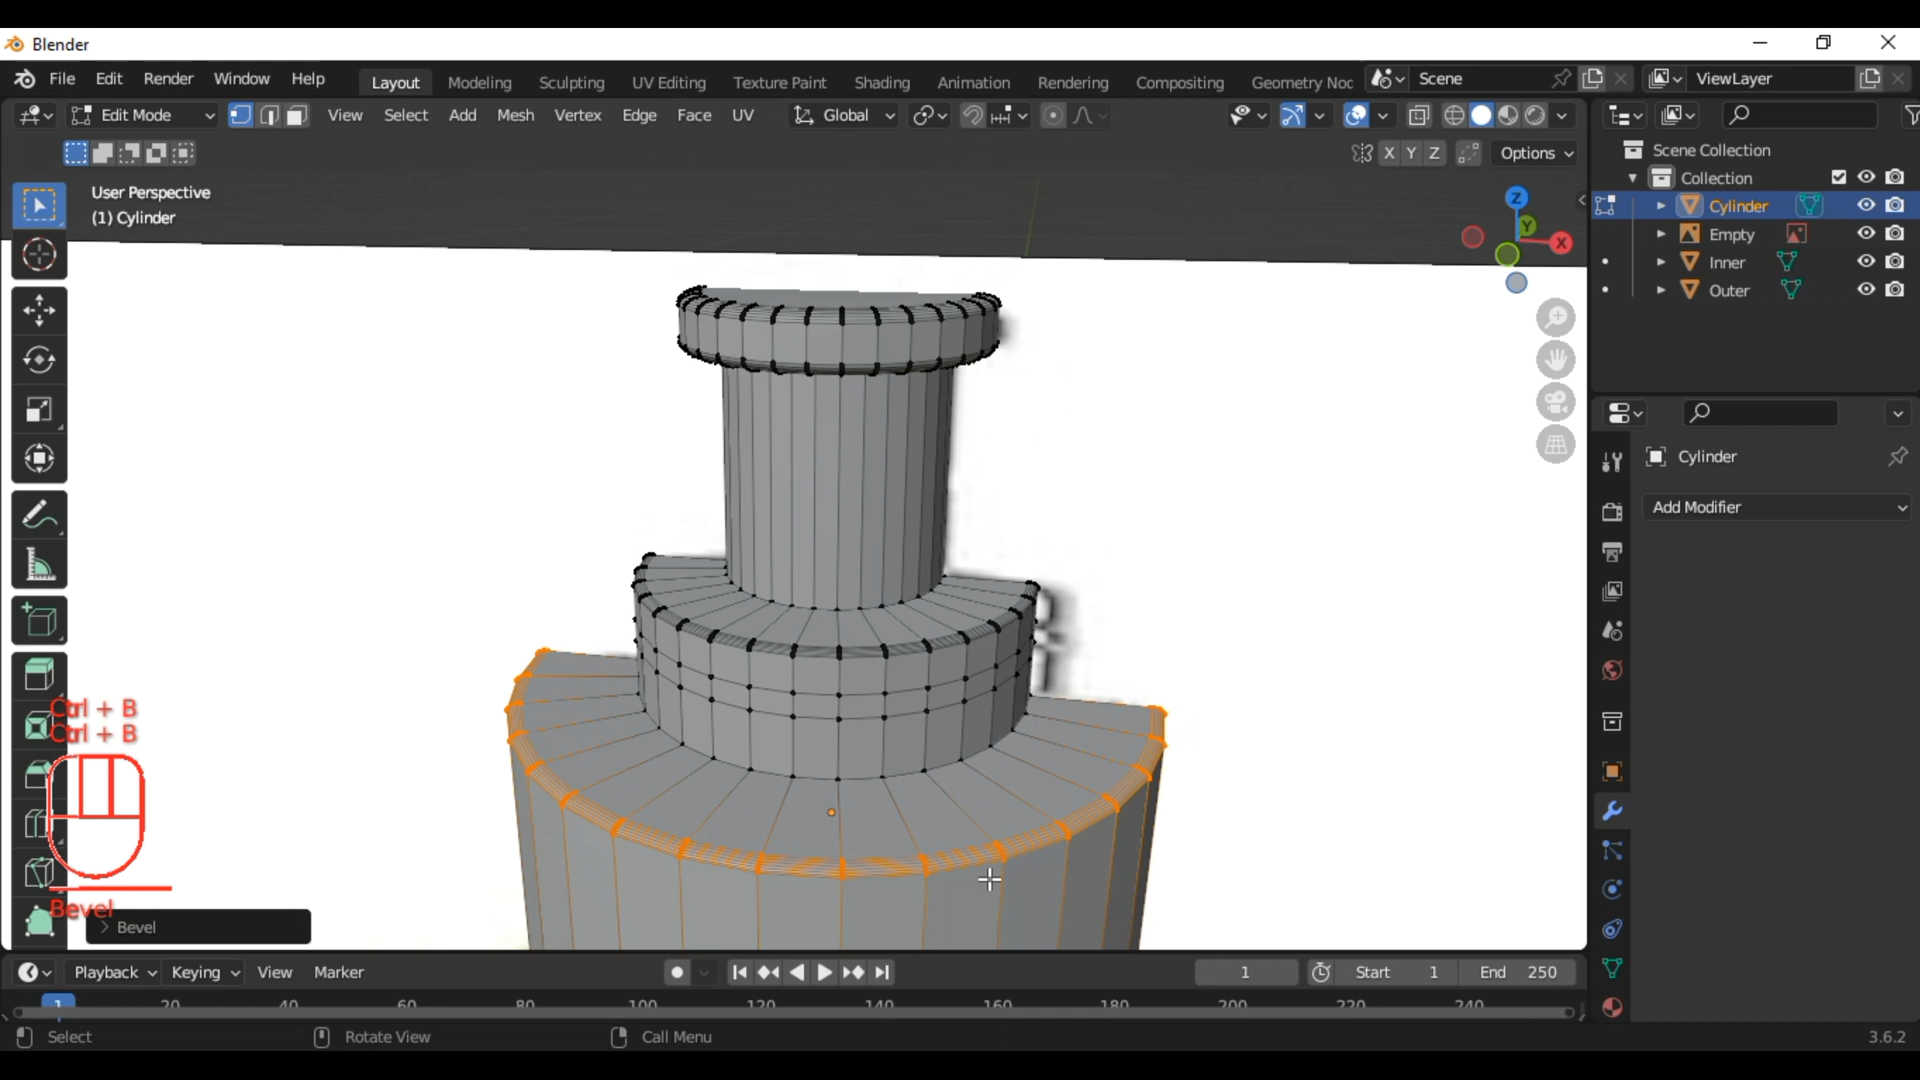 Blender
File Edit Render Window Help Layout Modeling Sculpting UV Editing Texture Paint Shading Animation Rendering Compositing Geometry Noc Scene ViewLayer
Edit Mode View Select Add Mesh Vertex Edge Face UV Global
X Y Z Options
User Perspective
(1) Cylinder
Z
Y
X
Scene Collection
Collection
Cylinder
Empty
Inner
Outer
Cylinder
Add Modifier
Ctrl + B
Ctrl + B
Bevel
Bevel
Playback Keying View Marker 1 Start 1 End 250
1 20 40 60 80 100 120 140 160 180 200 220 240
Select Rotate View Call Menu 3.6.2